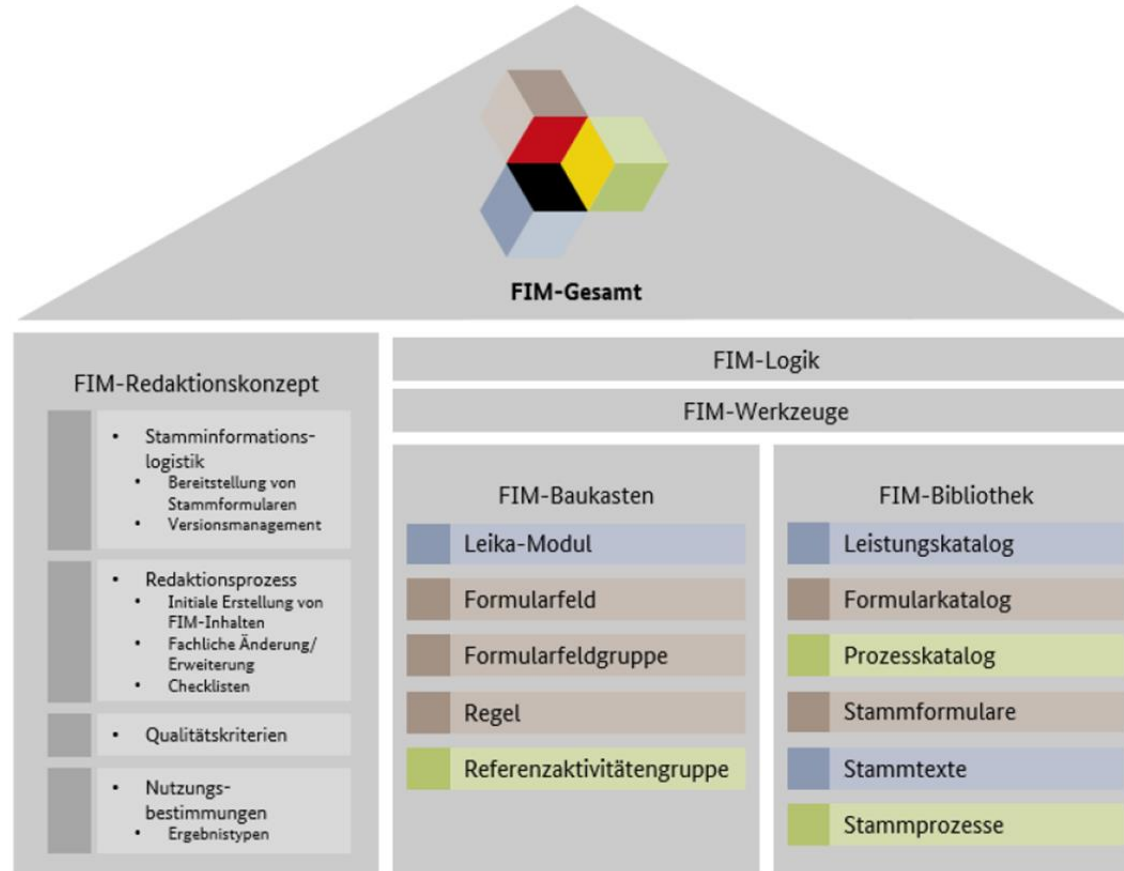 FIM-Gesamt
FIM-Redaktionskonzept
• Stamminformations-
logistik
• Bereitstellung von
Stammformularen
• Versionsmanagement
• Redaktionsprozess
• Initiale Erstellung von
FIM-Inhalten
• Fachliche Änderung/
Erweiterung
• Checklisten
• Qualitätskriterien
• Nutzungs-
bestimmungen
• Ergebnistypen
FIM-Logik
FIM-Werkzeuge
FIM-Baukasten
Leika-Modul
Formularfeld
Formularfeldgruppe
Regel
Referenzaktivitätengruppe
FIM-Bibliothek
Leistungskatalog
Formularkatalog
Prozesskatalog
Stammformulare
Stammtexte
Stammprozesse